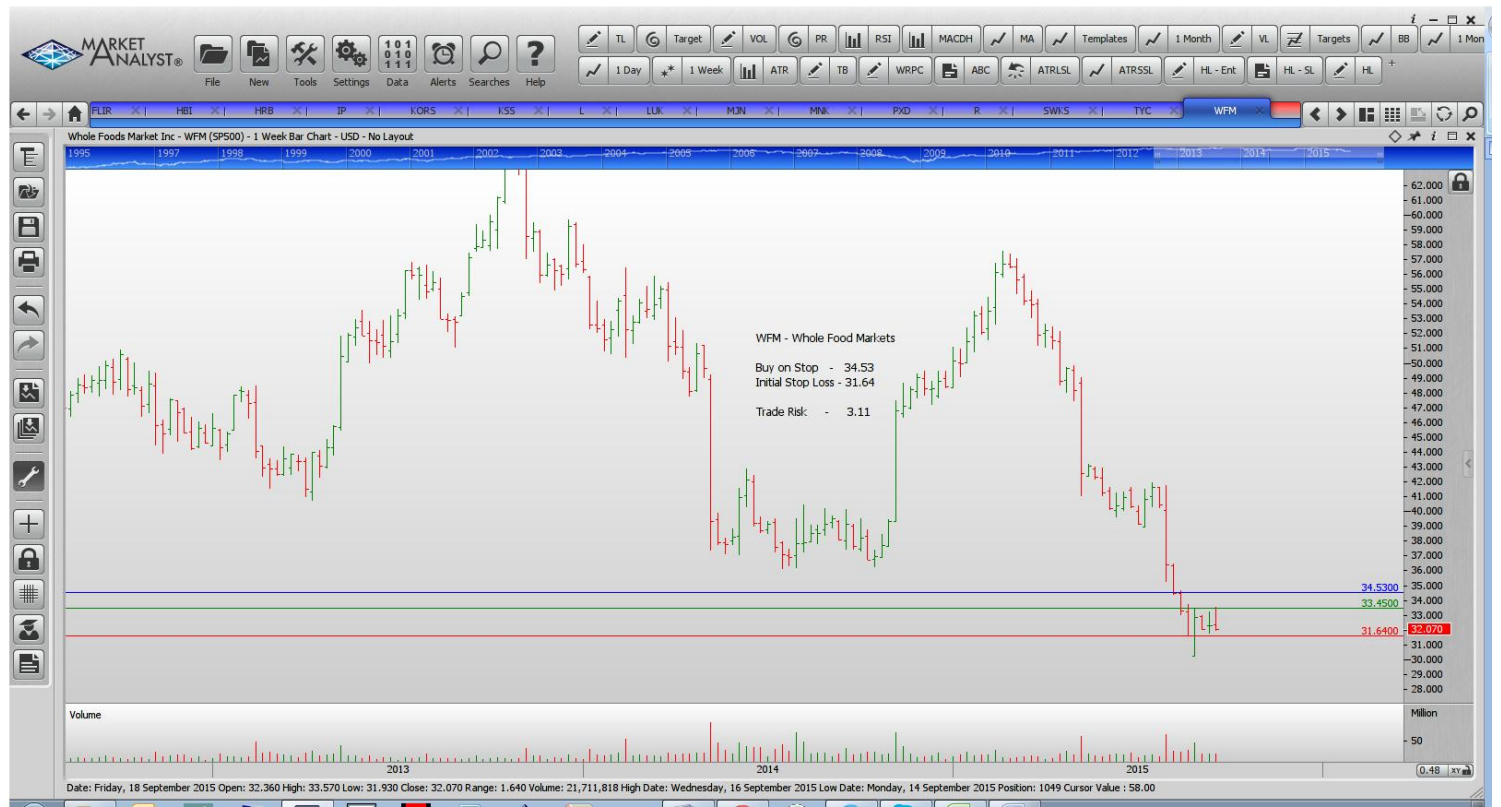 i
MARKET
ANALYST®
File New Tools Settings Data Alerts Searches Help
TL Target VOL PR RSI MACDH MA Templates 1 Month VL Targets BB 1 Mon
1 Day 1 Week ATR TB WRPC ABC ATRLSL ATRSSL HL - Ent HL - SL HL +
FLIR HBI HRB IP KORS KSS L LUK MJN MNK PXD R SWKS TYC WFM
Whole Foods Market Inc - WFM (SP500) - 1 Week Bar Chart - USD - No Layout
1995 1997 1998 1999 2000 2001 2002 2003 2004 2005 2006 2007 2008 2009 2010 2011 2012 2013 2014 2015
62.000
61.000
60.000
59.000
58.000
57.000
56.000
55.000
54.000
53.000
52.000
WFM - Whole Food Markets
51.000
50.000
Buy on Stop - 34.53
49.000
Initial Stop Loss - 31.64
48.000
47.000
Trade Risk - 3.11
46.000
45.000
44.000
43.000
42.000
41.000
40.000
39.000
38.000
37.000
36.000
34.5300 35.000
34.000
33.4500
33.000
31.6400 32.070
31.000
30.000
29.000
28.000
Volume Million
50
2013 2014 2015
0.48 XY
Date: Friday, 18 September 2015 Open: 32.360 High: 33.570 Low: 31.930 Close: 32.070 Range: 1.640 Volume: 21,711,818 High Date: Wednesday, 16 September 2015 Low Date: Monday, 14 September 2015 Position: 1049 Cursor Value : 58.00